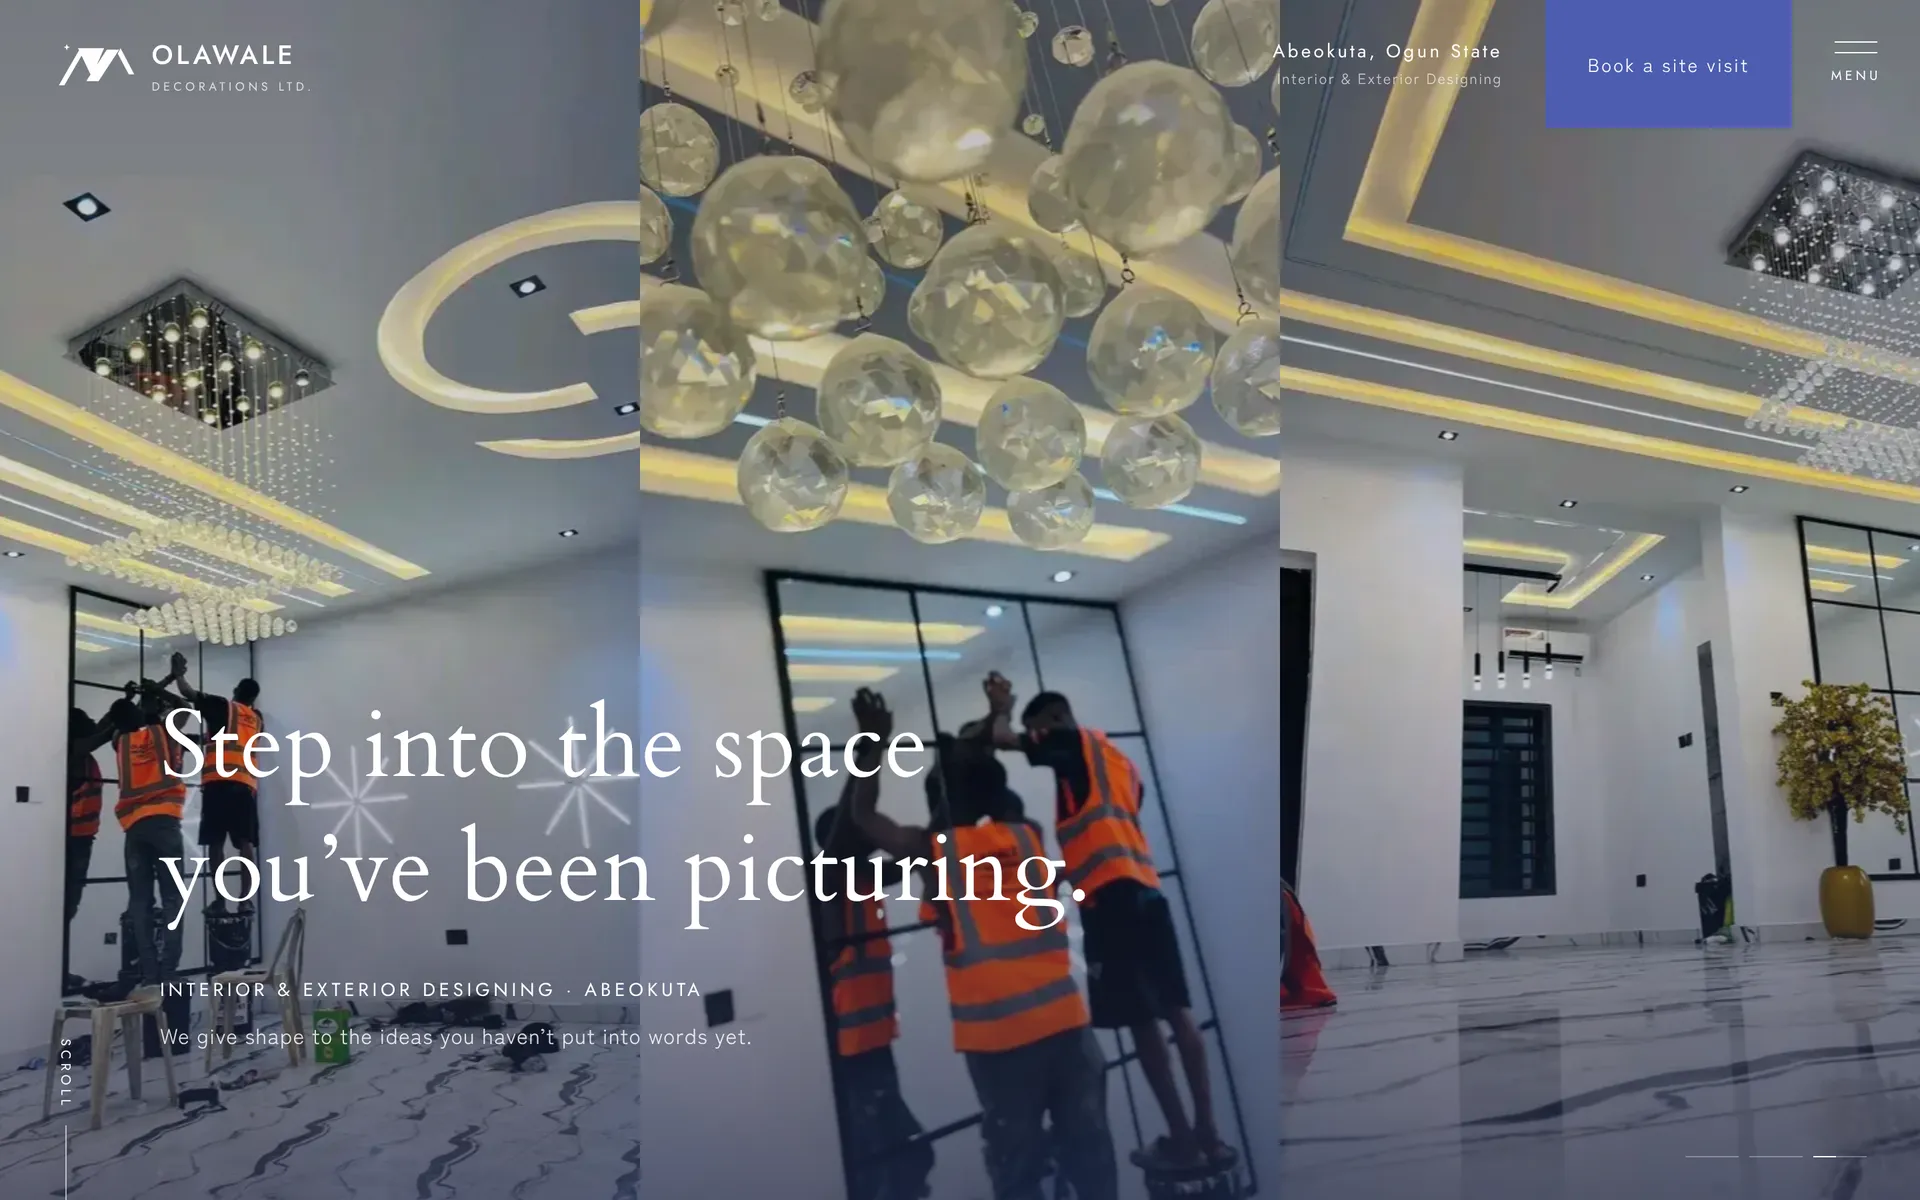 OLAWALE
DECORATIONS LTD.
Abeokuta, Ogun State
Interior & Exterior Designing
Book a site visit
MENU
Step into the space
you’ve been picturing.
INTERIOR & EXTERIOR DESIGNING · ABEOKUTA
We give shape to the ideas you haven’t put into words yet.
SCROLL